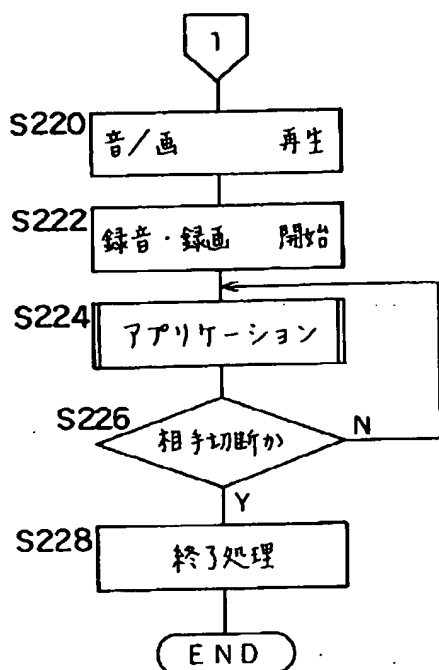 1
S220
音/画 再生
S222
録音・録画 開始
S224
アプリケーション
S226
相手切断か
N
Y
S228
終了処理
END